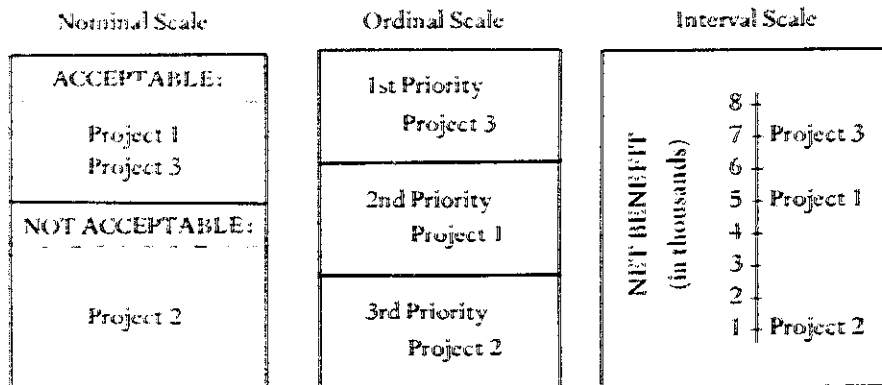 Nominal Scale
ACCEPTABLE:
Project 1
Project 3
NOT ACCEPTABLE:
Project 2
Ordinal Scale
1st Priority
Project 3
2nd Priority
Project 1
3rd Priority
Project 2
Interval Scale
NET BENEFIT
(in thousands)
8
7 Project 3
6
5 Project 1
4
3
2
1 Project 2